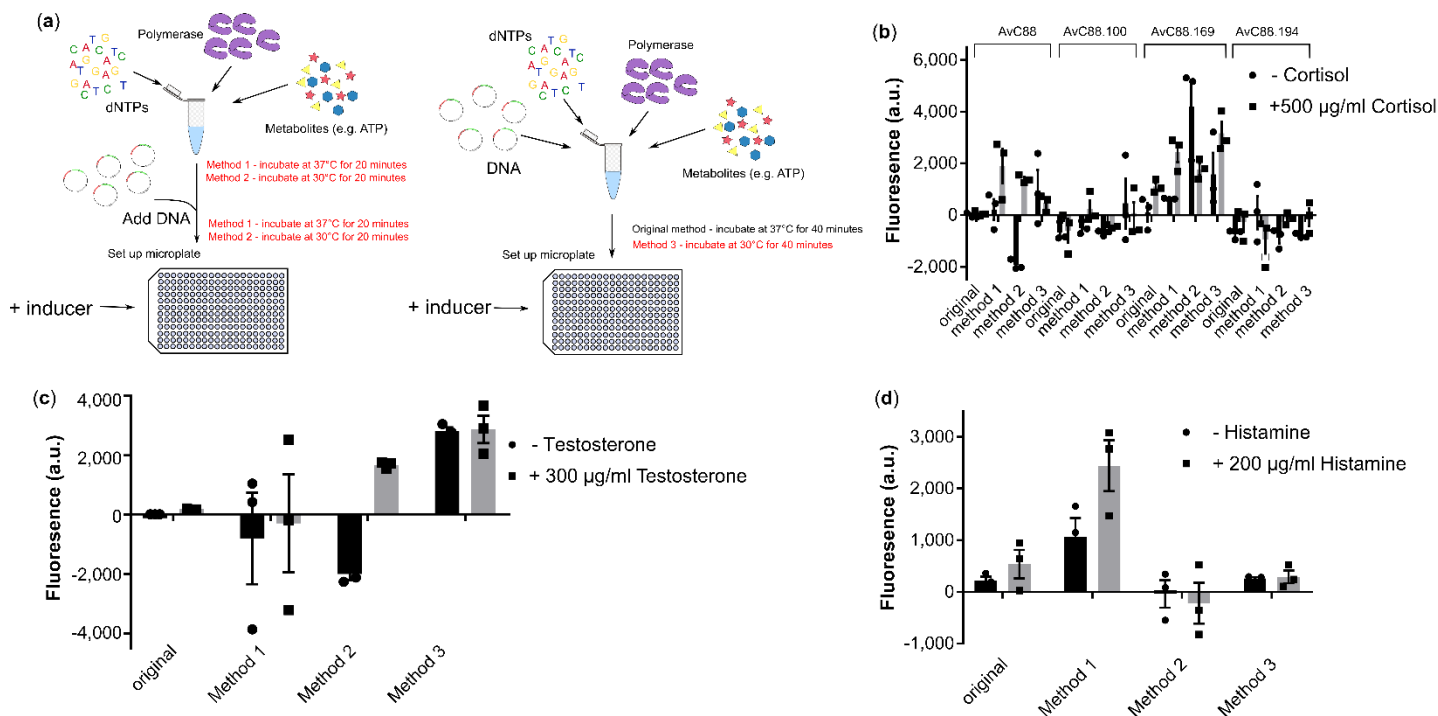 (a)
Polymerase
dNTPs
Metabolites (e.g. ATP)
Method 1 - incubate at 37°C for 20 minutes
Method 2 - incubate at 30°C for 20 minutes
Add DNA
Method 1 - incubate at 37°C for 20 minutes
Method 2 - incubate at 30°C for 20 minutes
Set up microplate
+ inducer
dNTPs
Polymerase
DNA
Metabolites (e.g. ATP)
Original method - incubate at 37°C for 40 minutes
Method 3 - incubate at 30°C for 40 minutes
Set up microplate
+ inducer
(b)
AvC88 AvC88.100 AvC88.169 AvC88.194
Fluoresence (a.u.)
6,000
4,000
2,000
0
-2,000
- Cortisol
+500 µg/ml Cortisol
original
method 1
method 2
method 3
original
method 1
method 2
method 3
original
method 1
method 2
method 3
original
method 1
method 2
method 3
(c)
Fluoresence (a.u.)
4,000
2,000
0
-2,000
-4,000
- Testosterone
+ 300 µg/ml Testosterone
original
Method 1
Method 2
Method 3
(d)
Fluoresence (a.u.)
3,000
2,000
1,000
0
-1,000
- Histamine
+ 200 µg/ml Histamine
original
Method 1
Method 2
Method 3